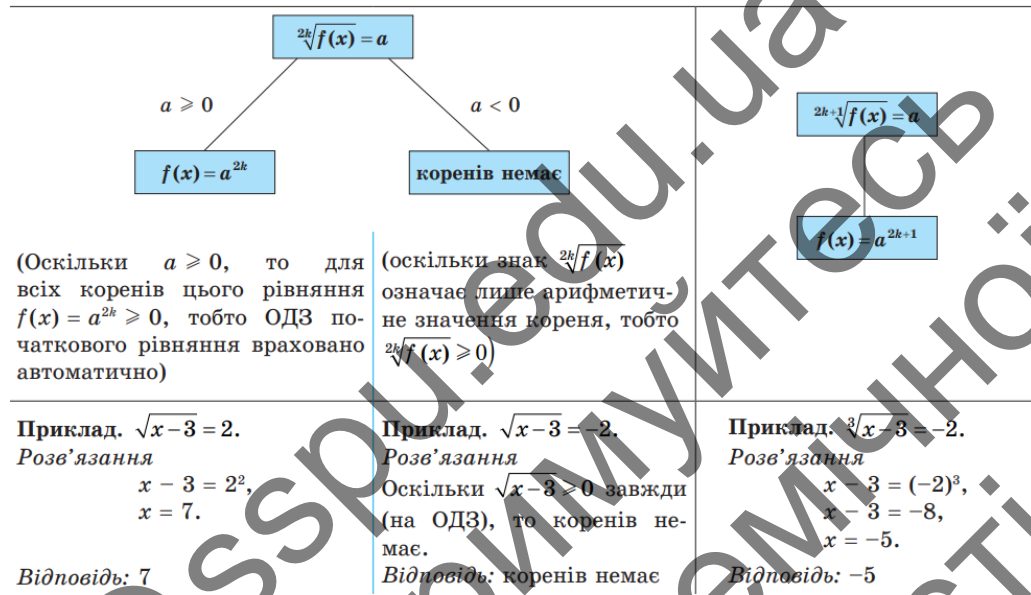 ²ᵏ√f(x) = a
a ⩾ 0
a < 0
f(x) = a²ᵏ
коренів немає
(Оскільки a ⩾ 0, то для
всіх коренів цього рівняння
f(x) = a²ᵏ ⩾ 0, тобто ОДЗ по-
чаткового рівняння враховано
автоматично)
(оскільки знак ²ᵏ√f(x)
означає лише арифметич-
не значення кореня, тобто
²ᵏ√f(x) ⩾ 0)
²ᵏ⁺¹√f(x) = a
f(x) = a²ᵏ⁺¹
Приклад. √x−3 = 2.
Розв’язання
x − 3 = 2²,
x = 7.
Відповідь: 7
Приклад. √x−3 = −2.
Розв’язання
Оскільки √x−3 ⩾ 0 завжди
(на ОДЗ), то коренів не-
має.
Відповідь: коренів немає
Приклад. ³√x−3 = −2.
Розв’язання
x − 3 = (−2)³,
x − 3 = −8,
x = −5.
Відповідь: −5
sspu.edu.ua